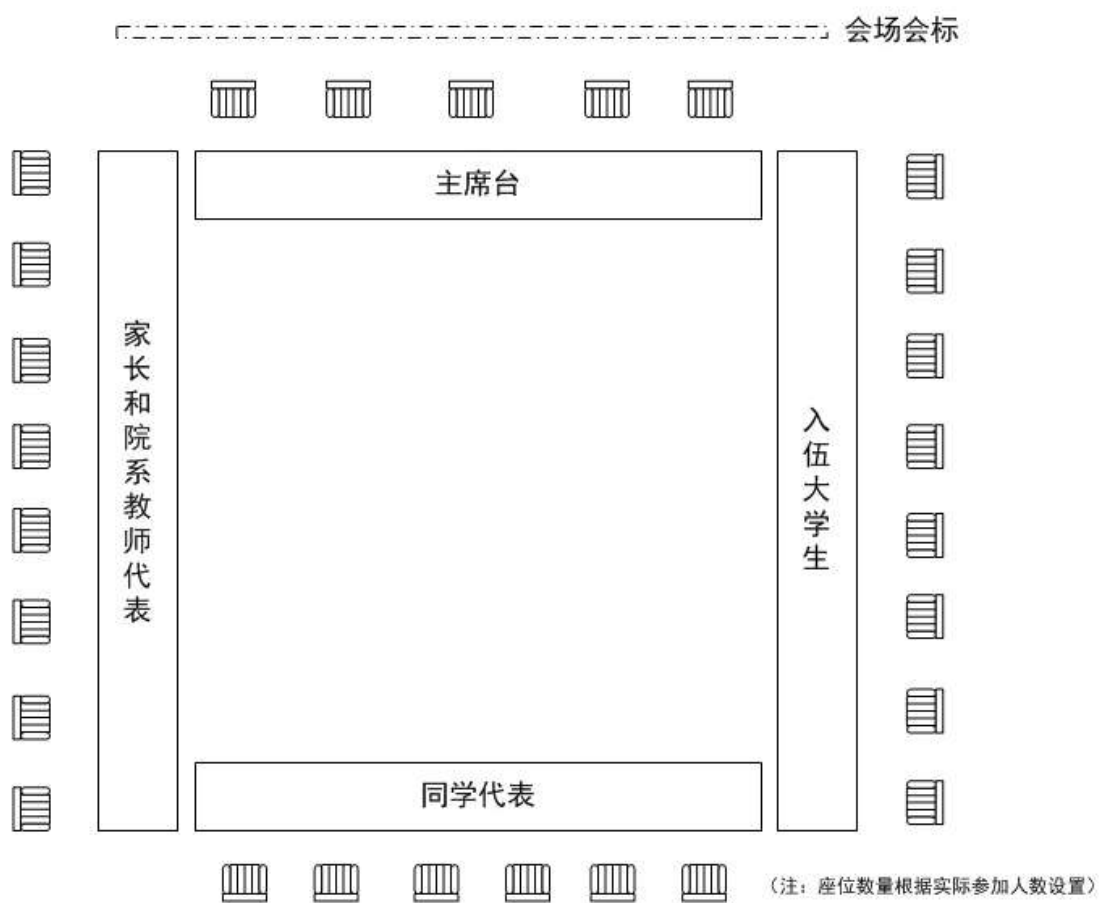 会场会标
主席台
家长和院系教师代表
入伍大学生
同学代表
（注：座位数量根据实际参加人数设置）